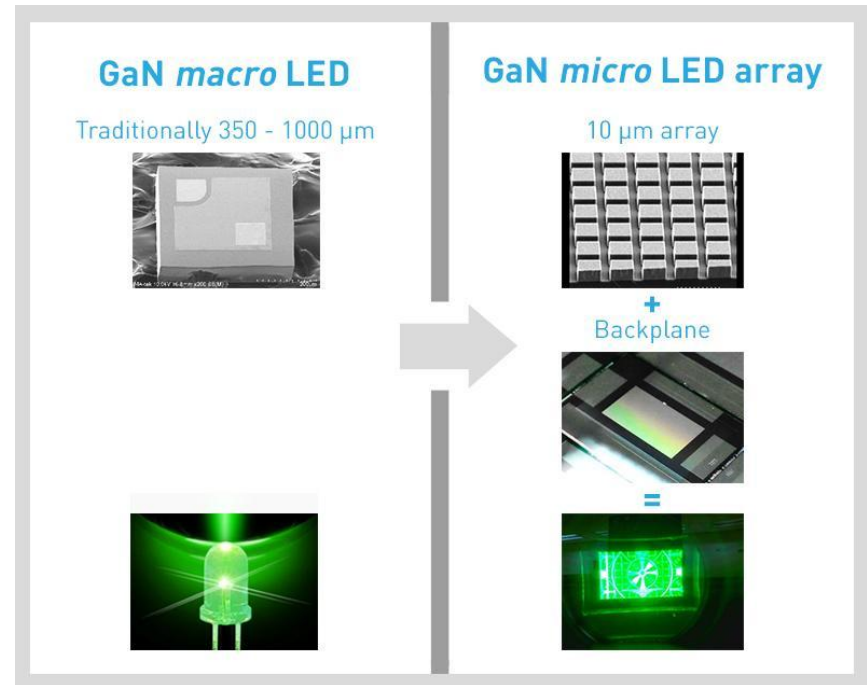 GaN macro LED
Traditionally 350 - 1000 µm
GaN micro LED array
10 µm array
+
Backplane
=